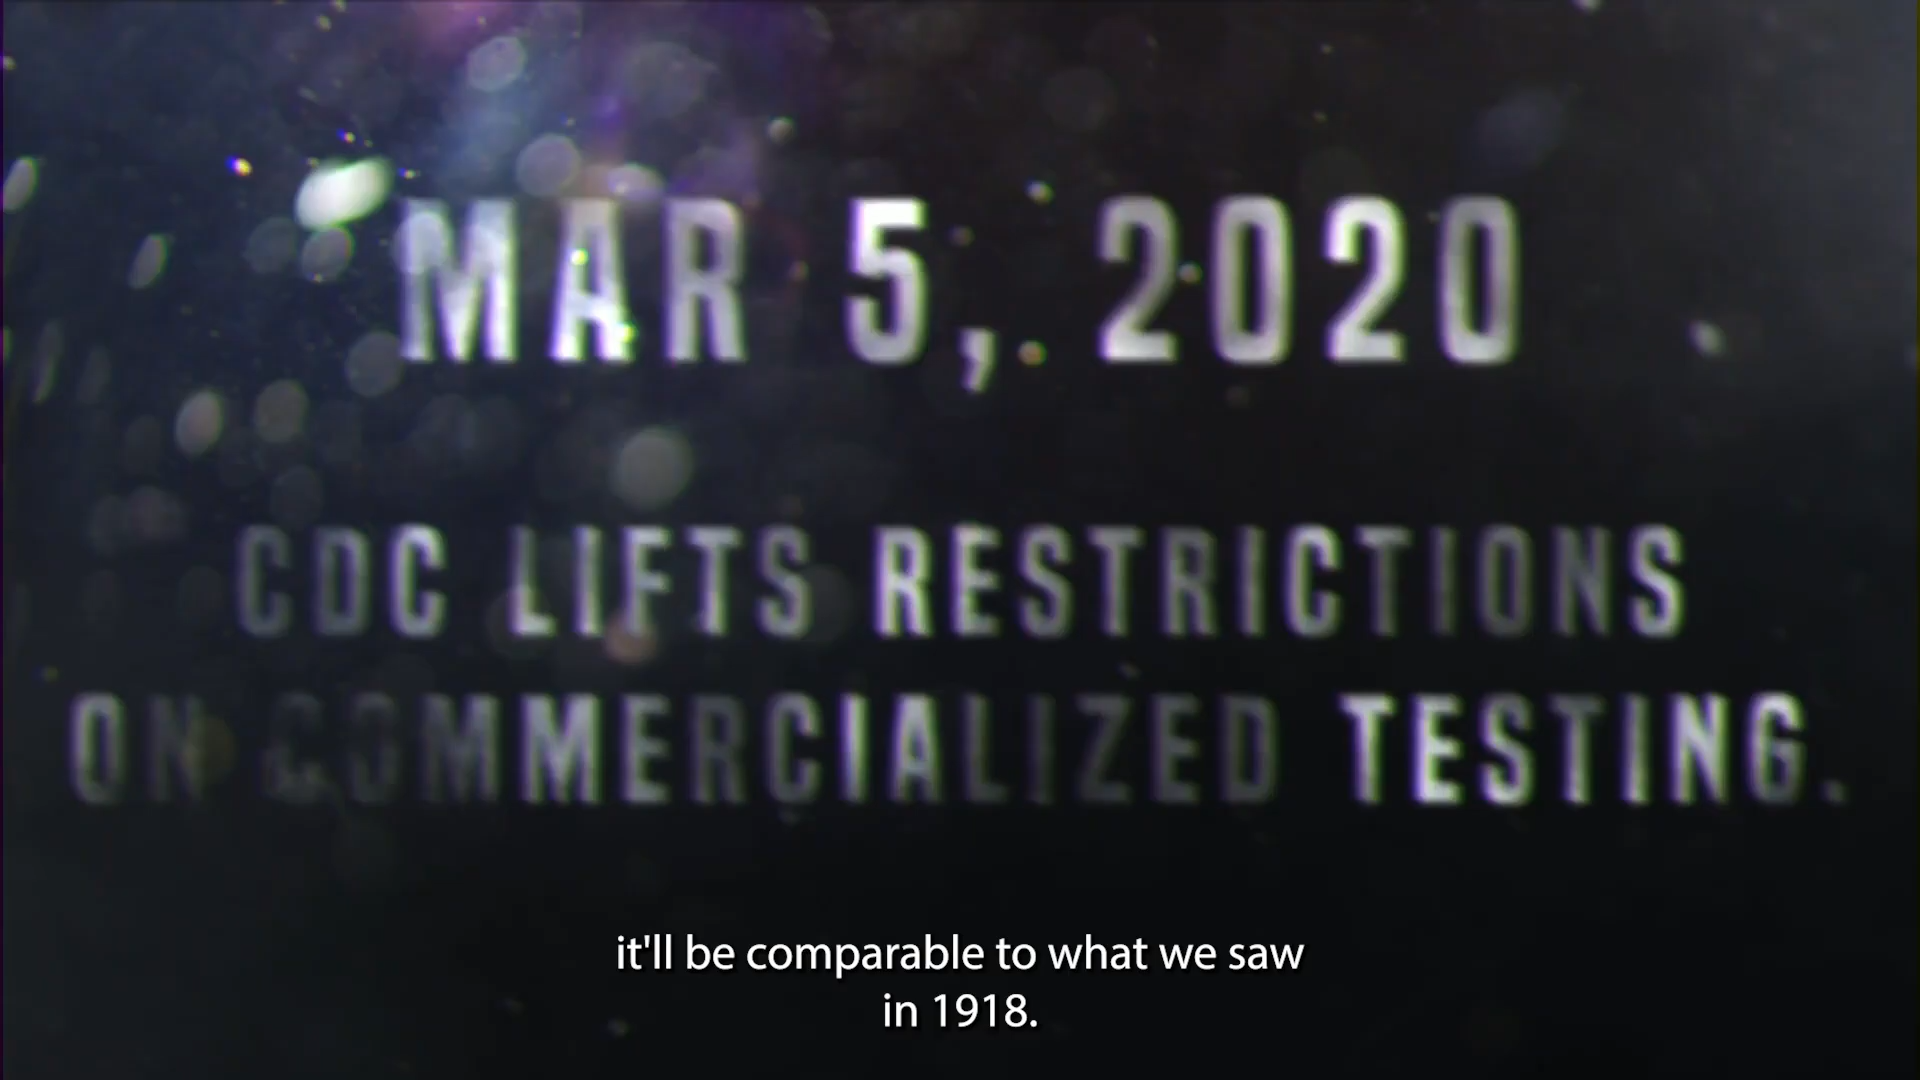 MAR 5, 2020
CDC LIFTS RESTRICTIONS
ON COMMERCIALIZED TESTING.
it'll be comparable to what we saw
in 1918.